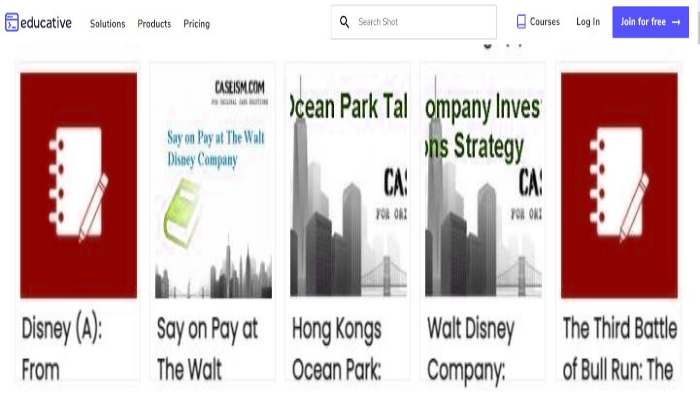 educative
Solutions Products Pricing
Search Shot
Courses Log In Join for free →
CASEISM.COM
FOR ORIGINAL CASE SOLUTIONS
Say on Pay at The Walt
Disney Company
Ocean Park Tal
CAS
FOR ORI
ompany Inves
ons Strategy
CAS
FOR ORI
Disney (A):
From
Say on Pay at
The Walt
Hong Kongs
Ocean Park:
Walt Disney
Company:
The Third Battle
of Bull Run: The